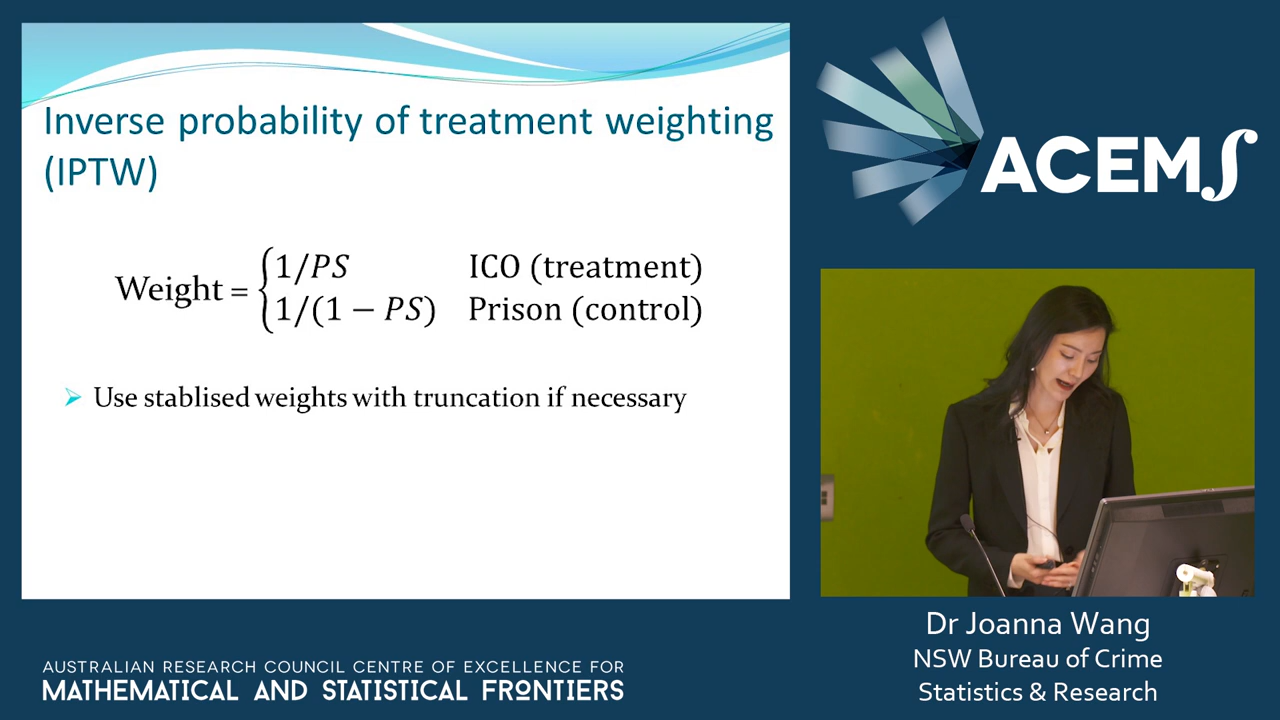 Inverse probability of treatment weighting
(IPTW)
Weight = { 1/PS ICO (treatment)
1/(1 − PS) Prison (control)
➢ Use stablised weights with truncation if necessary
ACEMS
Dr Joanna Wang
NSW Bureau of Crime
Statistics & Research
AUSTRALIAN RESEARCH COUNCIL CENTRE OF EXCELLENCE FOR
MATHEMATICAL AND STATISTICAL FRONTIERS